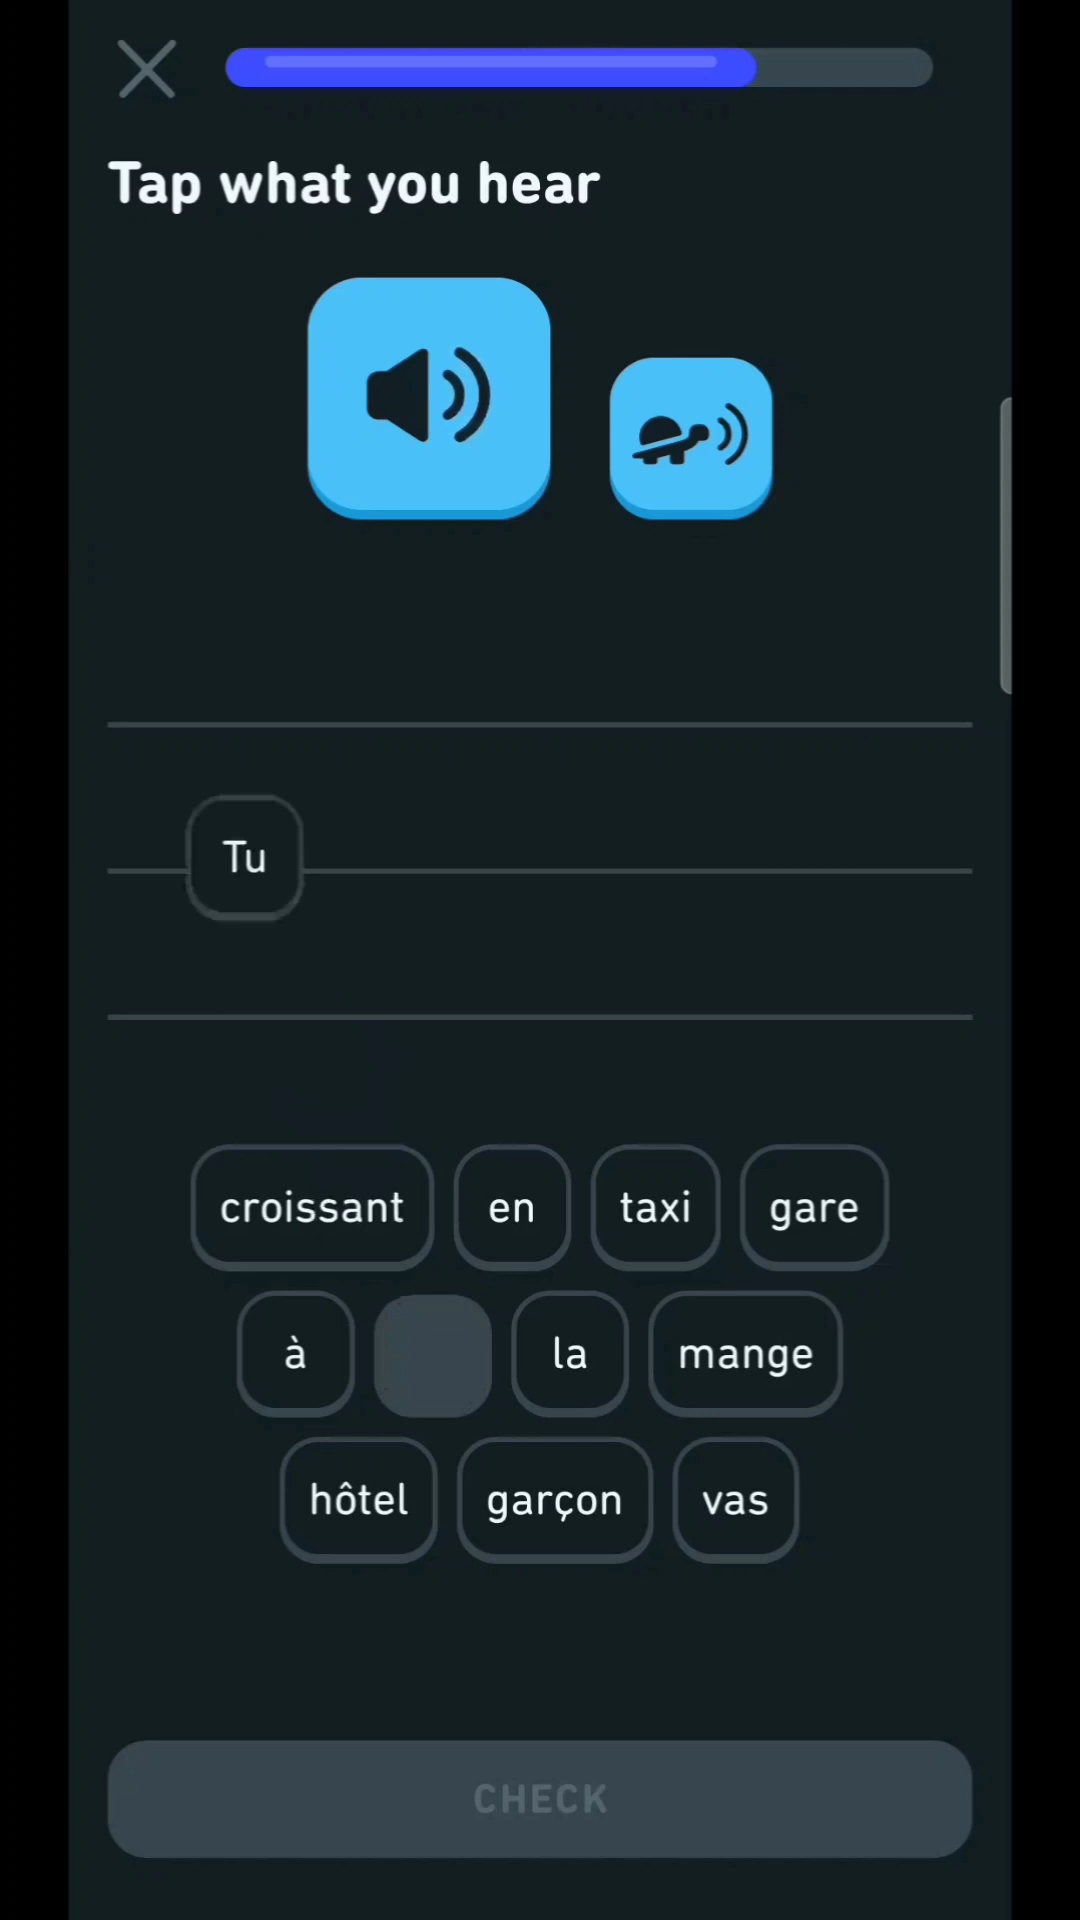 Tap what you hear
Tu
croissant en taxi gare
à la mange
hôtel garçon vas
CHECK